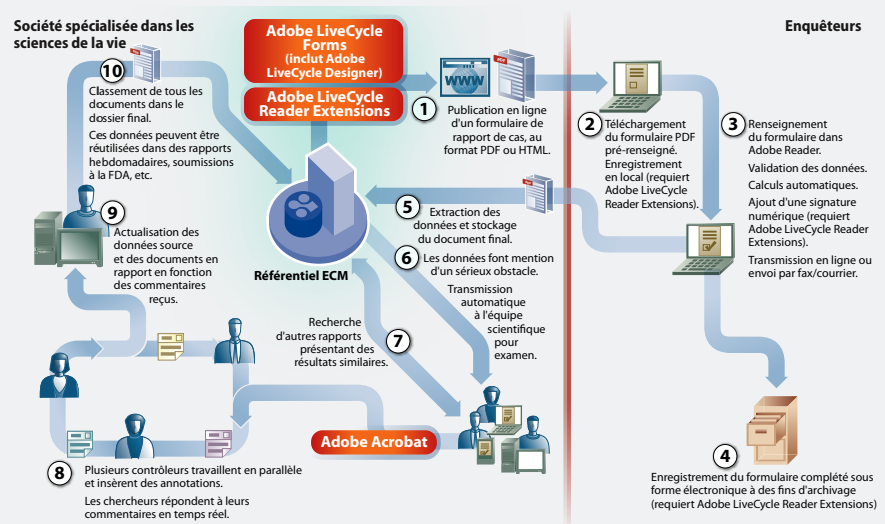 Société spécialisée dans les
sciences de la vie
Adobe LiveCycle
Forms
(inclut Adobe
LiveCycle Designer)
Adobe LiveCycle
Reader Extensions
Enquêteurs
1
WWW
PDF
Publication en ligne
d'un formulaire de
rapport de cas, au
format PDF ou HTML.
2
Téléchargement
du formulaire PDF
pré-renseigné.
Enregistrement
en local (requiert
Adobe LiveCycle
Reader Extensions).
3
Renseignement
du formulaire dans
Adobe Reader.
Validation des données.
Calculs automatiques.
Ajout d'une signature
numérique (requiert
Adobe LiveCycle Reader
Extensions).
Transmission en ligne ou
envoi par fax/courrier.
4
Enregistrement du formulaire complété sous
forme électronique à des fins d'archivage
(requiert Adobe LiveCycle Reader Extensions)
5
Extraction des
données et stockage
du document final.
6
Les données font mention
d'un sérieux obstacle.
Transmission
automatique
à l'équipe
scientifique
pour
examen.
Référentiel ECM
7
Recherche
d'autres rapports
présentant des
résultats similaires.
Adobe Acrobat
8
Plusieurs contrôleurs travaillent en parallèle
et insèrent des annotations.
Les chercheurs répondent à leurs
commentaires en temps réel.
9
Actualisation des
données source
et des documents en
rapport en fonction
des commentaires
reçus.
10
Classement de tous les
documents dans le
dossier final.
Ces données peuvent être
réutilisées dans des rapports
hebdomadaires, soumissions
à la FDA, etc.